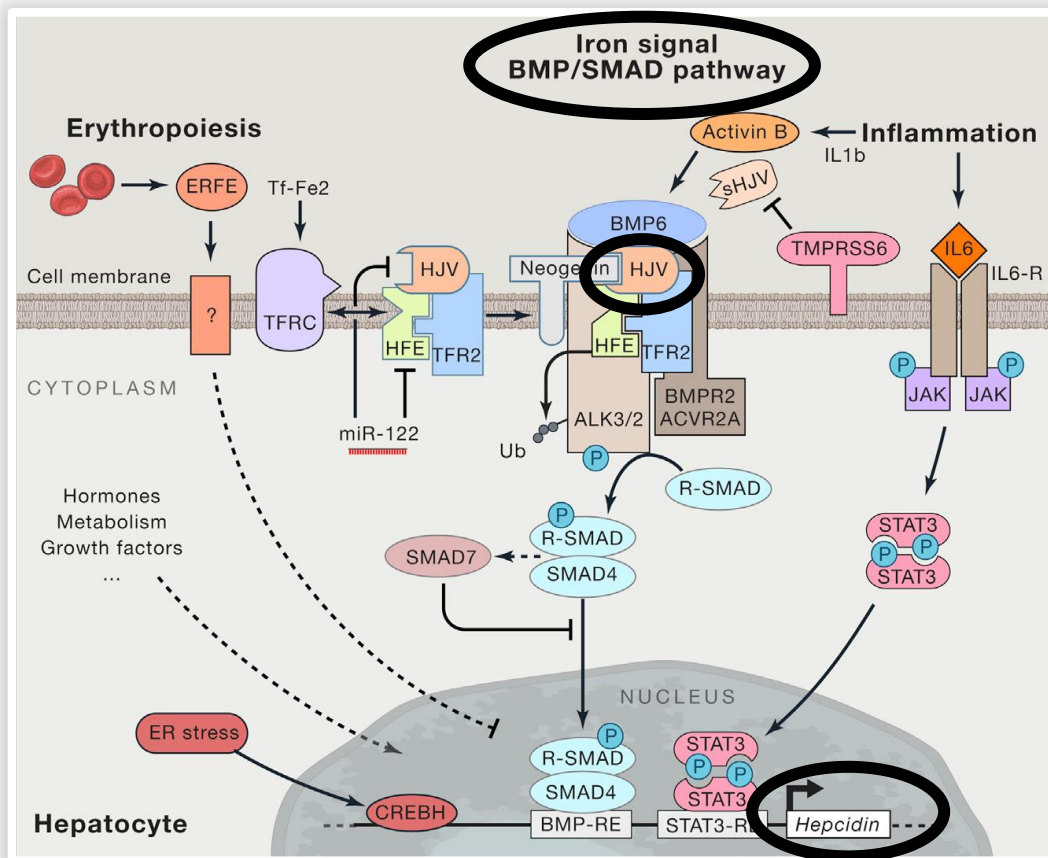 Iron signal
BMP/SMAD pathway
Erythropoiesis
Activin B
Inflammation
IL1b
ERFE
Tf-Fe2
sHJV
BMP6
TMPRSS6
IL6
IL6-R
Cell membrane
HJV
Neogenin
HJV
?
TFRC
HFE
TFR2
HFE
TFR2
CYTOPLASM
P
P
JAK
JAK
BMPR2
ACVR2A
ALK3/2
miR-122
Ub
P
R-SMAD
Hormones
Metabolism
Growth factors
...
P
R-SMAD
SMAD4
SMAD7
STAT3
P
P
STAT3
NUCLEUS
ER stress
P
R-SMAD
SMAD4
STAT3
P
P
STAT3
CREBH
Hepatocyte
BMP-RE
STAT3-RE
Hepcidin